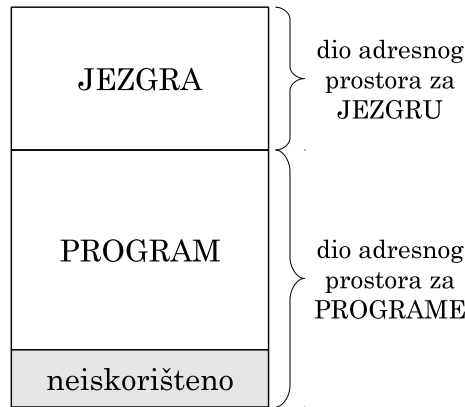 JEZGRA
dio adresnog
prostora za
JEZGRU
PROGRAM
dio adresnog
prostora za
PROGRAME
neiskorišteno